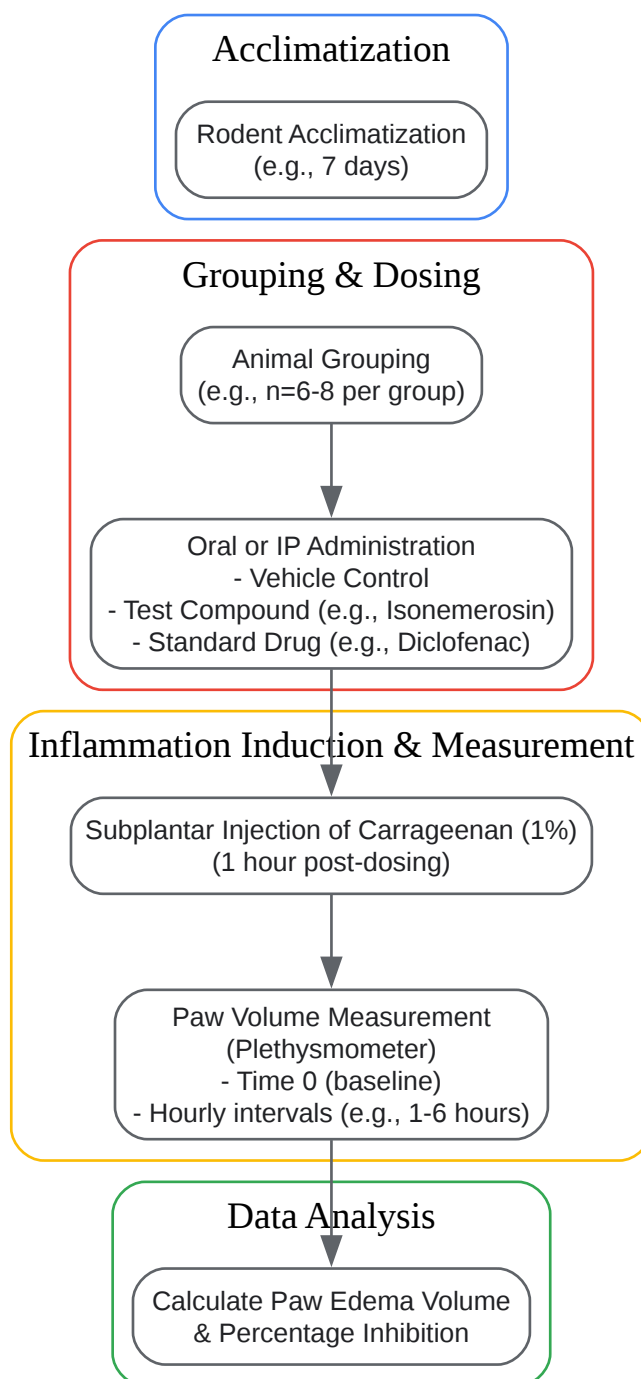 Acclimatization
Rodent Acclimatization
(e.g., 7 days)
Grouping & Dosing
Animal Grouping
(e.g., n=6-8 per group)
Oral or IP Administration
- Vehicle Control
- Test Compound (e.g., Isonemerosin)
- Standard Drug (e.g., Diclofenac)
Inflammation Induction & Measurement
Subplantar Injection of Carrageenan (1%)
(1 hour post-dosing)
Paw Volume Measurement
(Plethysmometer)
- Time 0 (baseline)
- Hourly intervals (e.g., 1-6 hours)
Data Analysis
Calculate Paw Edema Volume
& Percentage Inhibition